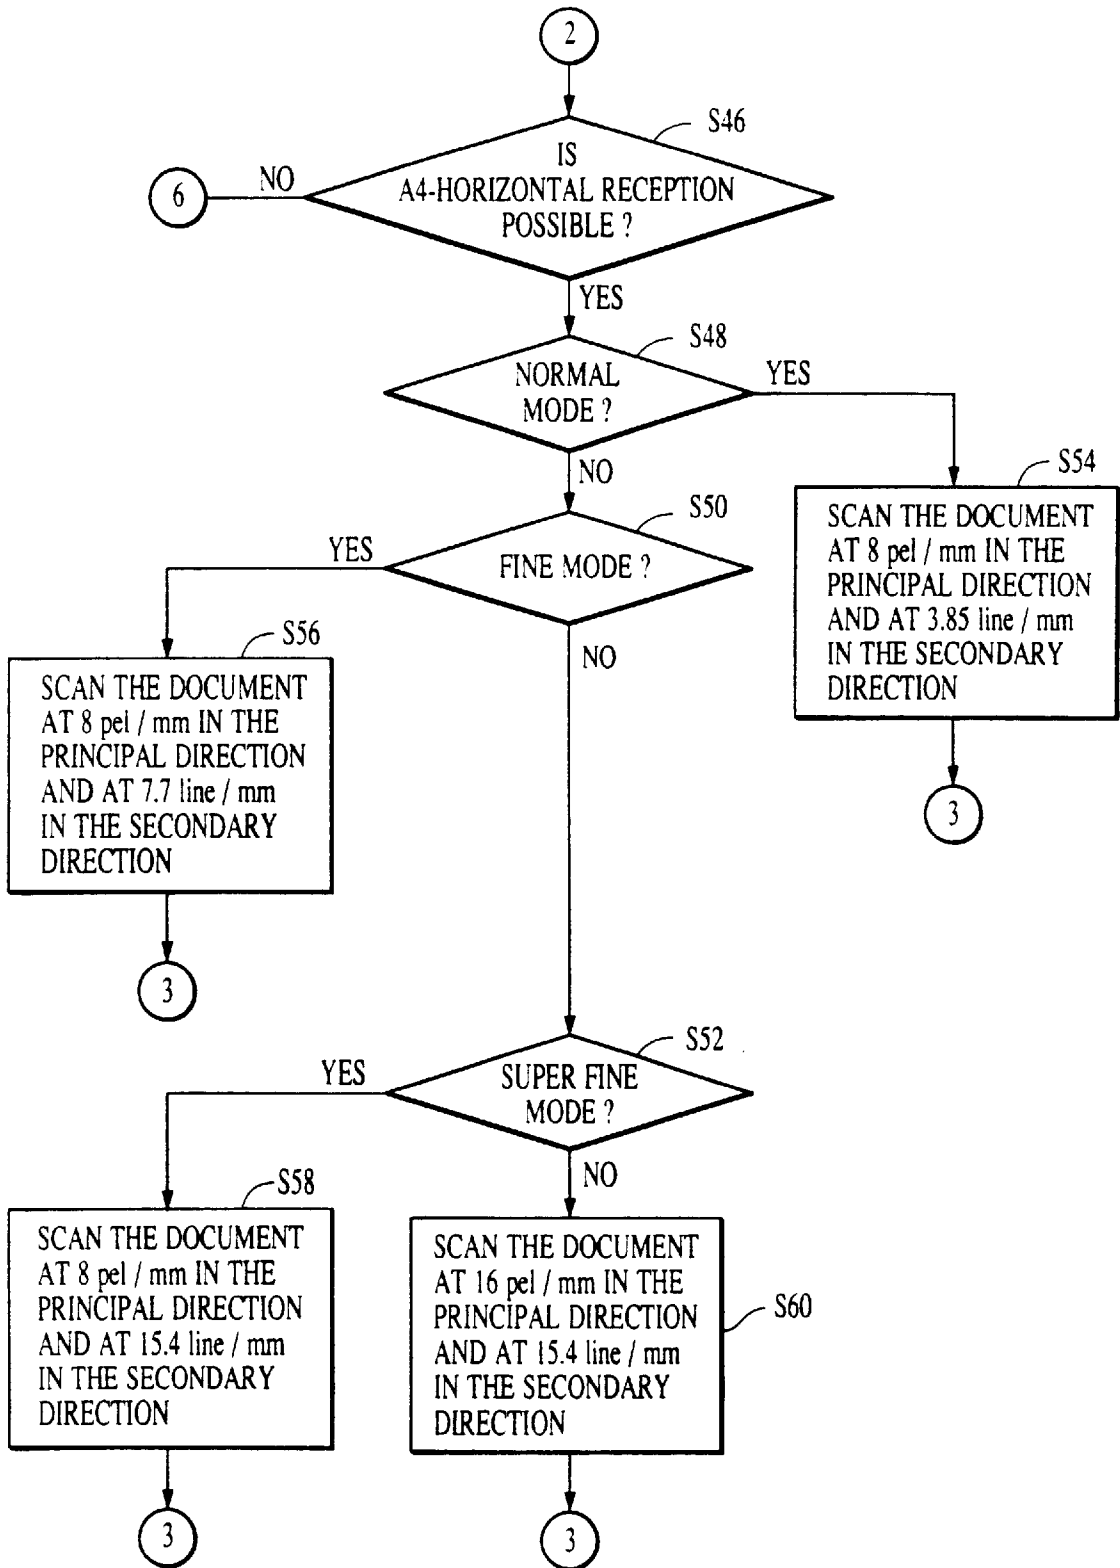 2
S46
IS
A4-HORIZONTAL RECEPTION
POSSIBLE ?
NO
6
YES
S48
NORMAL
MODE ?
YES
NO
S54
SCAN THE DOCUMENT
AT 8 pel / mm IN THE
PRINCIPAL DIRECTION
AND AT 3.85 line / mm
IN THE SECONDARY
DIRECTION
3
S50
FINE MODE ?
YES
NO
S56
SCAN THE DOCUMENT
AT 8 pel / mm IN THE
PRINCIPAL DIRECTION
AND AT 7.7 line / mm
IN THE SECONDARY
DIRECTION
3
S52
SUPER FINE
MODE ?
YES
NO
S58
SCAN THE DOCUMENT
AT 8 pel / mm IN THE
PRINCIPAL DIRECTION
AND AT 15.4 line / mm
IN THE SECONDARY
DIRECTION
3
SCAN THE DOCUMENT
AT 16 pel / mm IN THE
PRINCIPAL DIRECTION
AND AT 15.4 line / mm
IN THE SECONDARY
DIRECTION
S60
3